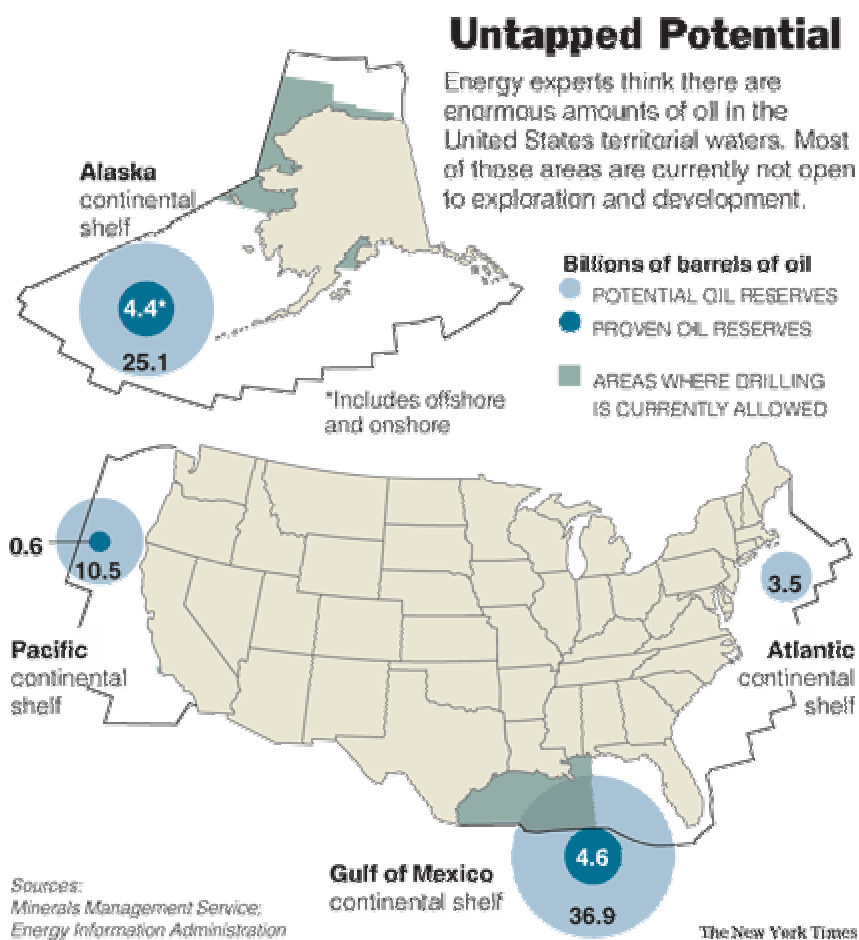 Untapped Potential
Energy experts think there are
enormous amounts of oil in the
United States territorial waters. Most
of those areas are currently not open
to exploration and development.
Alaska
continental
shelf
4.4*
25.1
Billions of barrels of oil
POTENTIAL OIL RESERVES
PROVEN OIL RESERVES
AREAS WHERE DRILLING
IS CURRENTLY ALLOWED
*Includes offshore
and onshore
0.6
10.5
3.5
Pacific
continental
shelf
Atlantic
continental
shelf
Gulf of Mexico
continental shelf
4.6
36.9
Sources:
Minerals Management Service;
Energy Information Administration
The New York Times